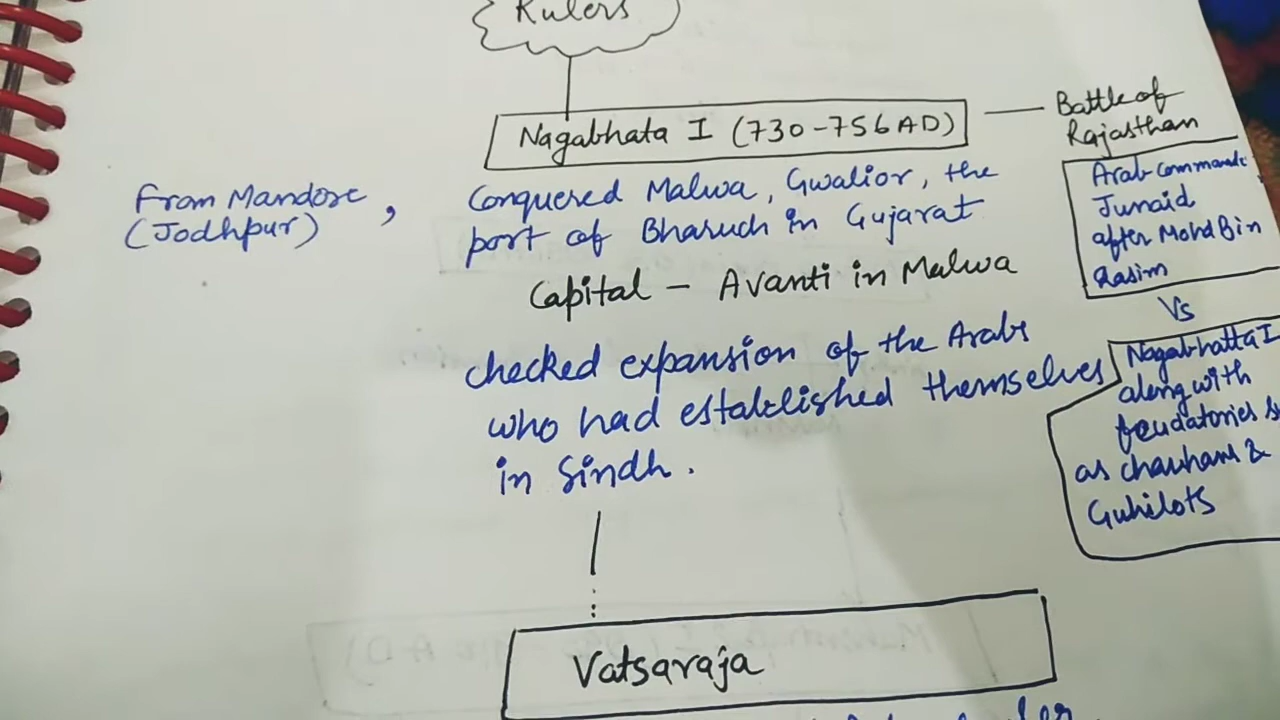 Rulers
Nagabhata I (730-756AD)
Battle of
Rajasthan
From Mandore,
(Jodhpur)
Conquered Malwa, Gwalior, the
port of Bharuch in Gujarat
Capital - Avanti in Malwa
checked expansion of the Arabs
who had established themselves
in Sindh.
Arab
Junaid
after Mohd Bin
Qasim
Vs
Nagabhatta I
along with
feudatories
as chauhans &
Guhilots
Vatsaraja